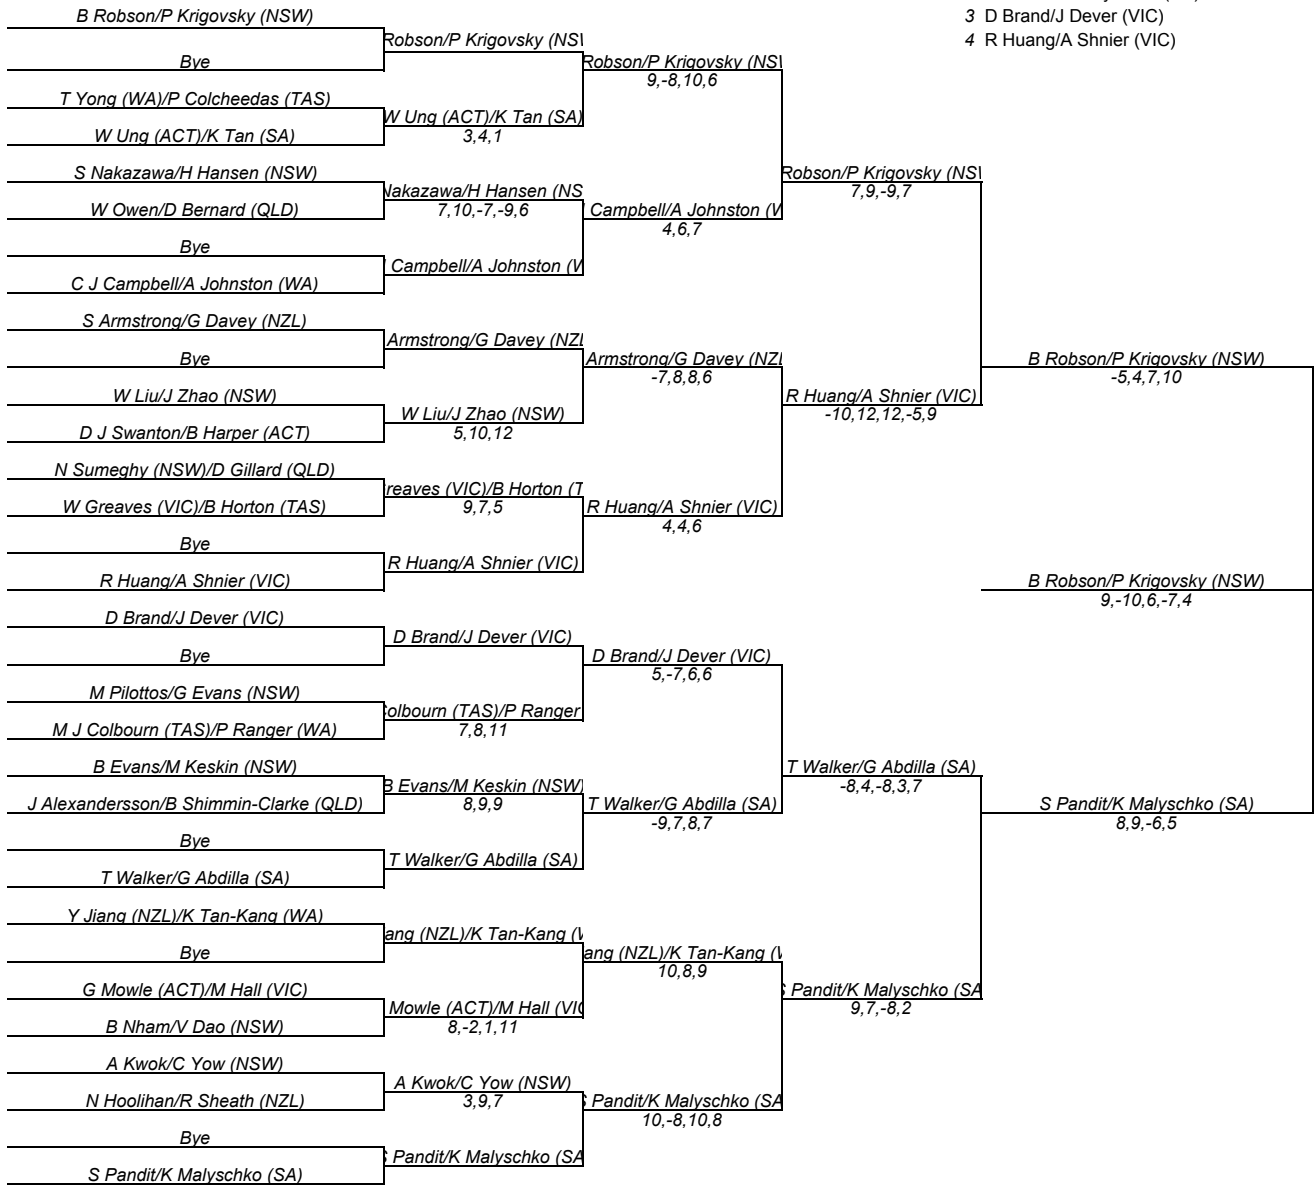 B Robson/P Krigovsky (NSW)
Bye
T Yong (WA)/P Colcheedas (TAS)
W Ung (ACT)/K Tan (SA)
S Nakazawa/H Hansen (NSW)
W Owen/D Bernard (QLD)
Bye
C J Campbell/A Johnston (WA)
S Armstrong/G Davey (NZL)
Bye
W Liu/J Zhao (NSW)
D J Swanton/B Harper (ACT)
N Sumeghy (NSW)/D Gillard (QLD)
W Greaves (VIC)/B Horton (TAS)
Bye
R Huang/A Shnier (VIC)
D Brand/J Dever (VIC)
Bye
M Pilottos/G Evans (NSW)
M J Colbourn (TAS)/P Ranger (WA)
B Evans/M Keskin (NSW)
J Alexandersson/B Shimmin-Clarke (QLD)
Bye
T Walker/G Abdilla (SA)
Y Jiang (NZL)/K Tan-Kang (WA)
Bye
G Mowle (ACT)/M Hall (VIC)
B Nham/V Dao (NSW)
A Kwok/C Yow (NSW)
N Hoolihan/R Sheath (NZL)
Bye
S Pandit/K Malyschko (SA)
Robson/P Krigovsky (NS
W Ung (ACT)/K Tan (SA)
3,4,1
Nakazawa/H Hansen (NS
7,10,-7,-9,6
Campbell/A Johnston (W
Armstrong/G Davey (NZL
W Liu/J Zhao (NSW)
5,10,12
reaves (VIC)/B Horton (T
9,7,5
R Huang/A Shnier (VIC)
D Brand/J Dever (VIC)
Colbourn (TAS)/P Ranger
7,8,11
B Evans/M Keskin (NSW)
8,9,9
T Walker/G Abdilla (SA)
ang (NZL)/K Tan-Kang (W
Mowle (ACT)/M Hall (VIC
8,-2,1,11
A Kwok/C Yow (NSW)
3,9,7
S Pandit/K Malyschko (SA
Robson/P Krigovsky (NS
9,-8,10,6
Campbell/A Johnston (W
4,6,7
Armstrong/G Davey (NZL
-7,8,8,6
R Huang/A Shnier (VIC)
4,4,6
D Brand/J Dever (VIC)
5,-7,6,6
T Walker/G Abdilla (SA)
-9,7,8,7
ang (NZL)/K Tan-Kang (W
10,8,9
S Pandit/K Malyschko (SA
10,-8,10,8
Robson/P Krigovsky (NS
7,9,-9,7
R Huang/A Shnier (VIC)
-10,12,12,-5,9
T Walker/G Abdilla (SA)
-8,4,-8,3,7
S Pandit/K Malyschko (SA
9,7,-8,2
3 D Brand/J Dever (VIC)
4 R Huang/A Shnier (VIC)
B Robson/P Krigovsky (NSW)
-5,4,7,10
B Robson/P Krigovsky (NSW)
9,-10,6,-7,4
S Pandit/K Malyschko (SA)
8,9,-6,5